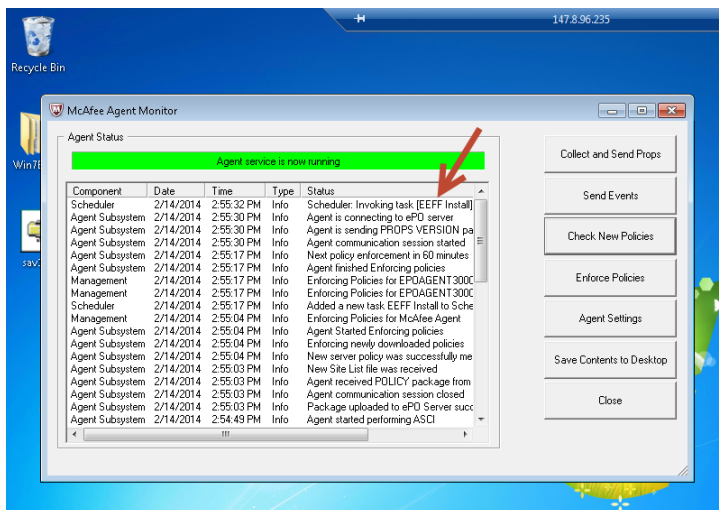 147.8.96.235
Recycle Bin
McAfee Agent Monitor
Agent Status
Agent service is now running
Component Date Time Type Status
Scheduler 2/14/2014 2:55:32 PM Info Scheduler: Invoking task [EEFF Install]
Agent Subsystem 2/14/2014 2:55:30 PM Info Agent is connecting to ePO server
Agent Subsystem 2/14/2014 2:55:30 PM Info Agent is sending PROPS VERSION pa
Agent Subsystem 2/14/2014 2:55:30 PM Info Agent communication session started
Agent Subsystem 2/14/2014 2:55:17 PM Info Next policy enforcement in 60 minutes
Agent Subsystem 2/14/2014 2:55:17 PM Info Agent finished Enforcing policies
Management 2/14/2014 2:55:17 PM Info Enforcing Policies for EPOAGENT3000
Management 2/14/2014 2:55:17 PM Info Enforcing Policies for EPOAGENT3000
Scheduler 2/14/2014 2:55:17 PM Info Added a new task EEFF Install to Sche
Management 2/14/2014 2:55:04 PM Info Enforcing Policies for McAfee Agent
Agent Subsystem 2/14/2014 2:55:04 PM Info Agent Started Enforcing policies
Agent Subsystem 2/14/2014 2:55:04 PM Info Enforcing newly downloaded policies
Agent Subsystem 2/14/2014 2:55:04 PM Info New server policy was successfully me
Agent Subsystem 2/14/2014 2:55:03 PM Info New Site List file was received
Agent Subsystem 2/14/2014 2:55:03 PM Info Agent received POLICY package from
Agent Subsystem 2/14/2014 2:55:03 PM Info Agent communication session closed
Agent Subsystem 2/14/2014 2:55:03 PM Info Package uploaded to ePO Server succ
Agent Subsystem 2/14/2014 2:54:49 PM Info Agent started performing ASCI
Collect and Send Props
Send Events
Check New Policies
Enforce Policies
Agent Settings
Save Contents to Desktop
Close
Win7E